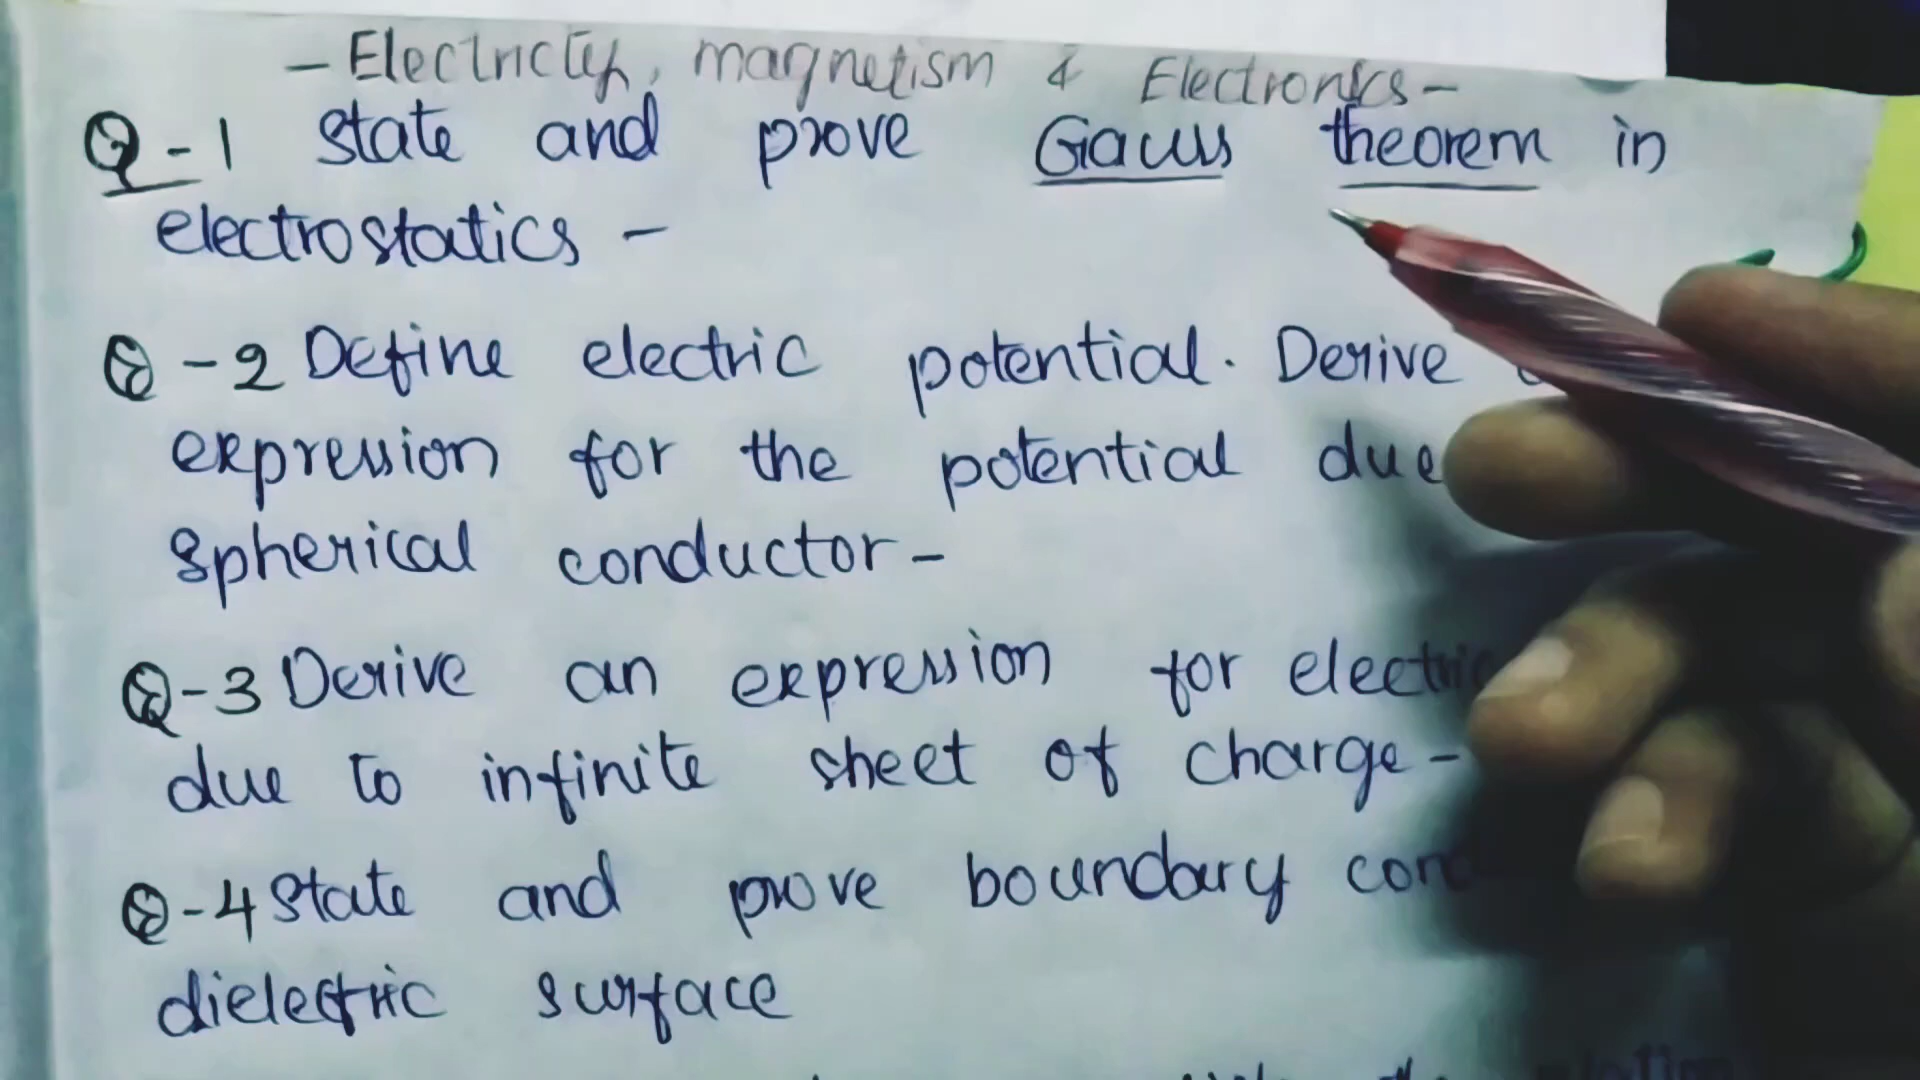 - Electricity, magnetism & Electronics -
Q-1 State and prove Gauss theorem in
electrostatics -
Q-2 Define electric potential. Derive
expression for the potential due
spherical conductor -
Q-3 Derive an expression for electric
due to infinite sheet of charge -
Q-4 State and prove boundary
dielectric surface